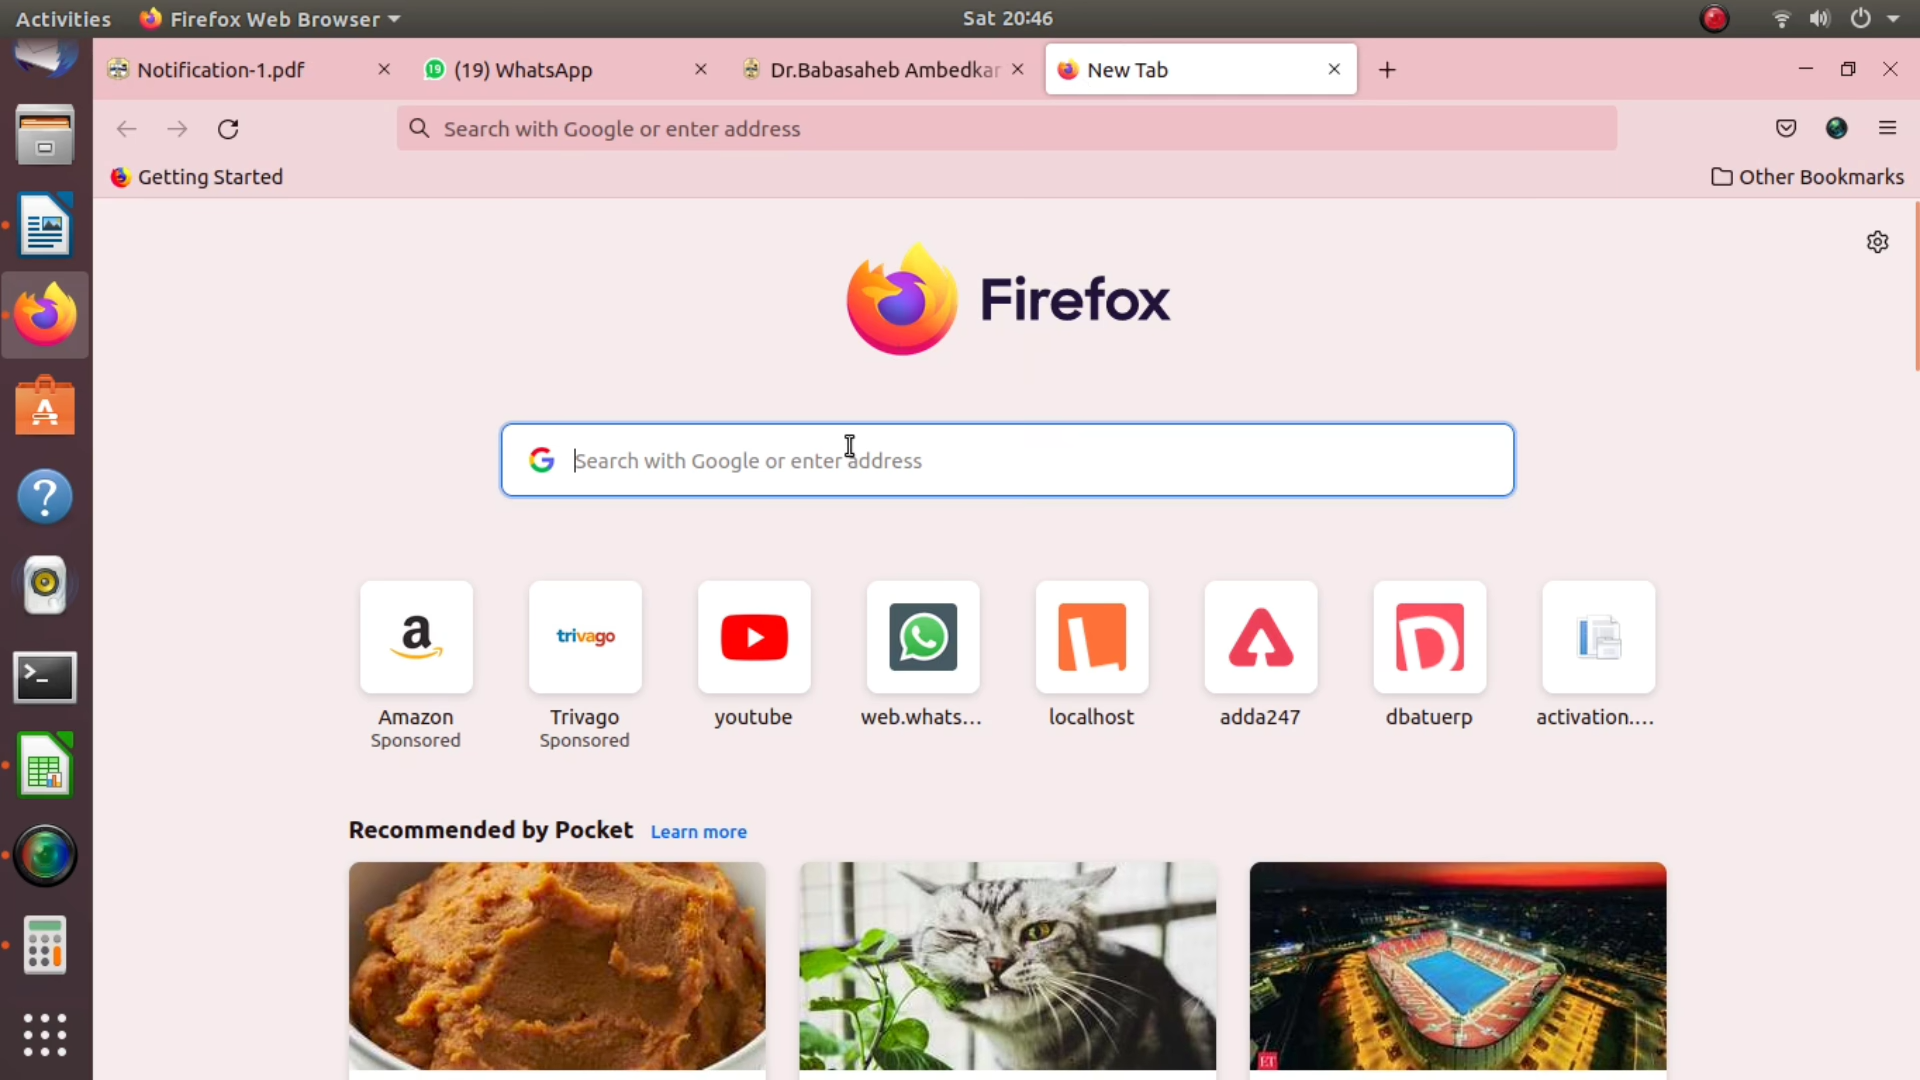 Activities Firefox Web Browser Sat 20:46
Notification-1.pdf (19) WhatsApp Dr.Babasaheb Ambedkar New Tab
Search with Google or enter address
Getting Started Other Bookmarks
Firefox
Search with Google or enter address
a trivago
Amazon Trivago youtube web.whats... localhost adda247 dbatuerp activation....
Sponsored Sponsored
Recommended by Pocket Learn more
ET